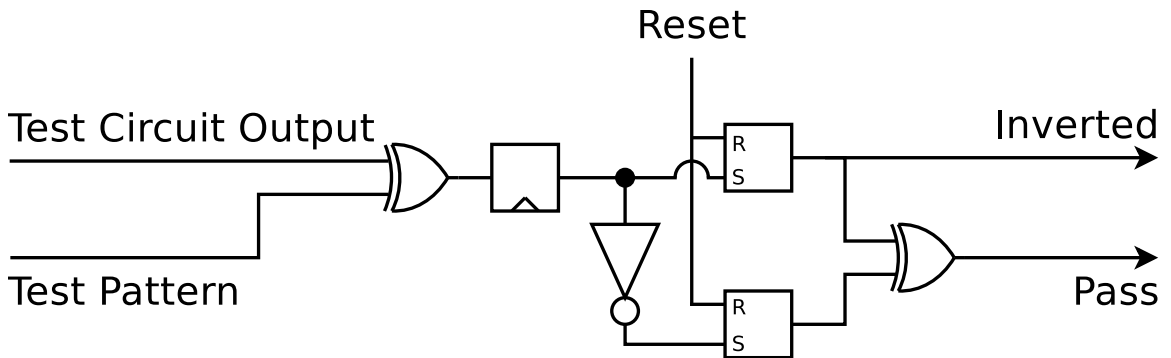 Reset
Test Circuit Output
Inverted
R
S
Test Pattern
Pass
R
S